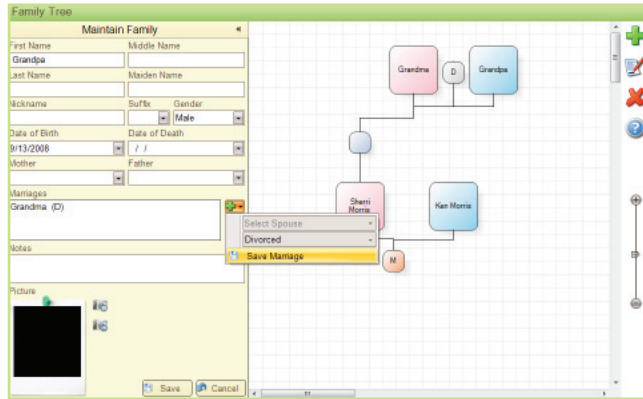 Family Tree
Maintain Family «
First Name Middle Name
Grandpa
Last Name Maiden Name
Nickname Suffix Gender
Male
Date of Birth Date of Death
9/13/2008 / /
Mother Father
Marriages
Grandma (D)
Select Spouse
Divorced
Save Marriage
Notes
Picture
Save Cancel
Grandma D Grandpa
Sherri
Morris
Ken Morris
M